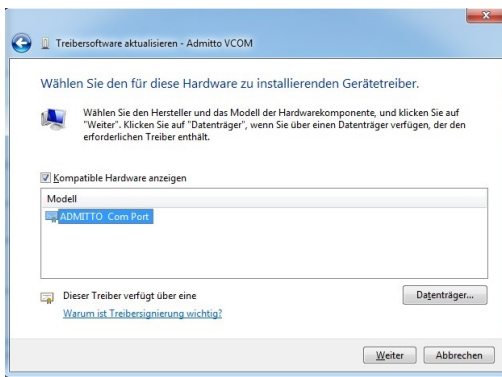 Treibersoftware aktualisieren - Admitto VCOM
Wählen Sie den für diese Hardware zu installierenden Gerätetreiber.
Wählen Sie den Hersteller und das Modell der Hardwarekomponente, und klicken Sie auf
"Weiter". Klicken Sie auf "Datenträger", wenn Sie über einen Datenträger verfügen, der den
erforderlichen Treiber enthält.
Kompatible Hardware anzeigen
Modell
ADMITTO Com Port
Dieser Treiber verfügt über eine
Datenträger...
Warum ist Treibersignierung wichtig?
Weiter
Abbrechen